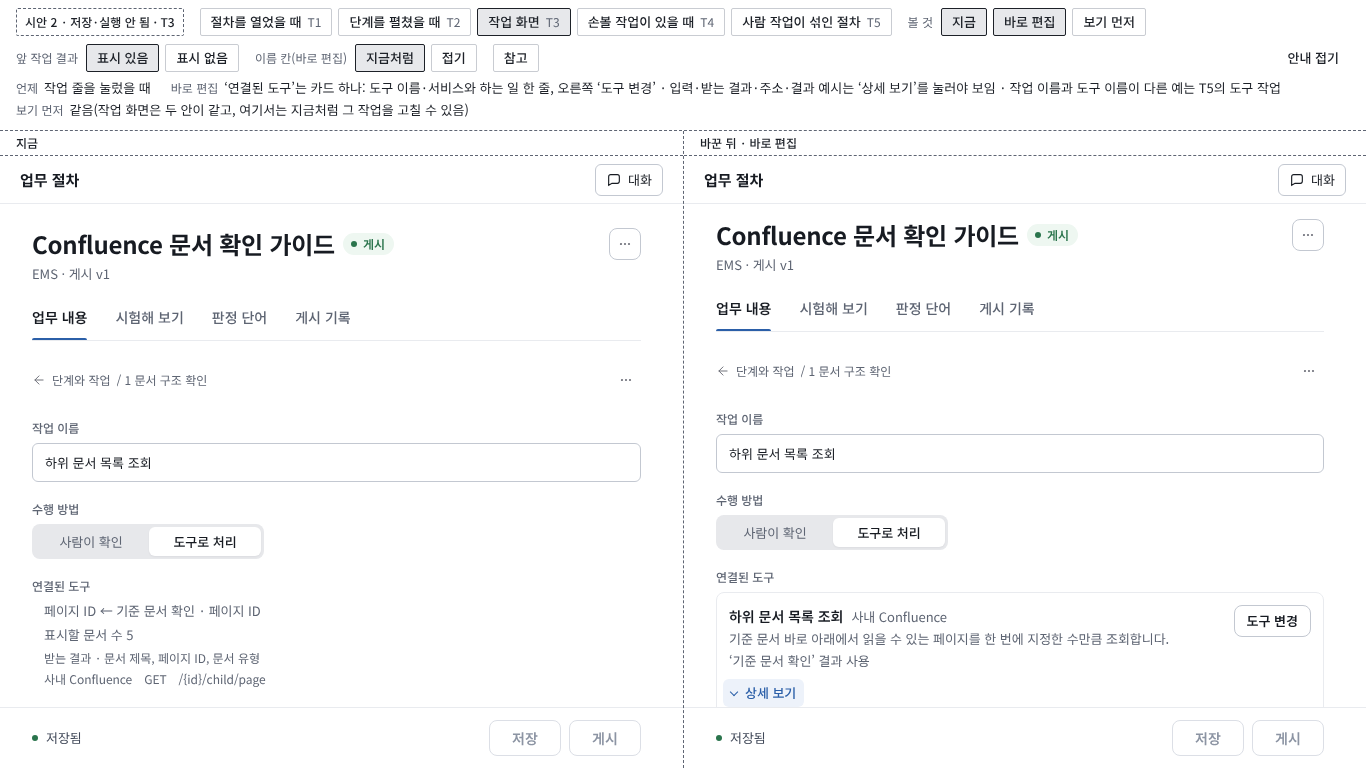 시안 2 · 저장·실행 안 됨 · T3
절차를 열었을 때 T1
단계를 펼쳤을 때 T2
작업 화면 T3
손볼 작업이 있을 때 T4
사람 작업이 섞인 절차 T5
볼 것
지금
바로 편집
보기 먼저
앞 작업 결과
표시 있음
표시 없음
이름 칸(바로 편집)
지금처럼
접기
참고
안내 접기
언제 작업 줄을 눌렀을 때 바로 편집 ‘연결된 도구’는 카드 하나: 도구 이름·서비스와 하는 일 한 줄, 오른쪽 ‘도구 변경’ · 입력·받는 결과·주소·결과 예시는 ‘상세 보기’를 눌러야 보임 · 작업 이름과 도구 이름이 다른 예는 T5의 도구 작업
보기 먼저 같음(작업 화면은 두 안이 같고, 여기서는 지금처럼 그 작업을 고칠 수 있음)
지금
업무 절차
대화
Confluence 문서 확인 가이드
게시
···
EMS · 게시 v1
업무 내용
시험해 보기
판정 단어
게시 기록
← 단계와 작업 / 1 문서 구조 확인
···
작업 이름
하위 문서 목록 조회
수행 방법
사람이 확인
도구로 처리
연결된 도구
페이지 ID ← 기준 문서 확인 · 페이지 ID
표시할 문서 수 5
받는 결과 · 문서 제목, 페이지 ID, 문서 유형
사내 Confluence GET /{id}/child/page
저장됨
저장
게시
바꾼 뒤 · 바로 편집
업무 절차
대화
Confluence 문서 확인 가이드
게시
···
EMS · 게시 v1
업무 내용
시험해 보기
판정 단어
게시 기록
← 단계와 작업 / 1 문서 구조 확인
···
작업 이름
하위 문서 목록 조회
수행 방법
사람이 확인
도구로 처리
연결된 도구
하위 문서 목록 조회 사내 Confluence
도구 변경
기준 문서 바로 아래에서 읽을 수 있는 페이지를 한 번에 지정한 수만큼 조회합니다.
‘기준 문서 확인’ 결과 사용
상세 보기
저장됨
저장
게시